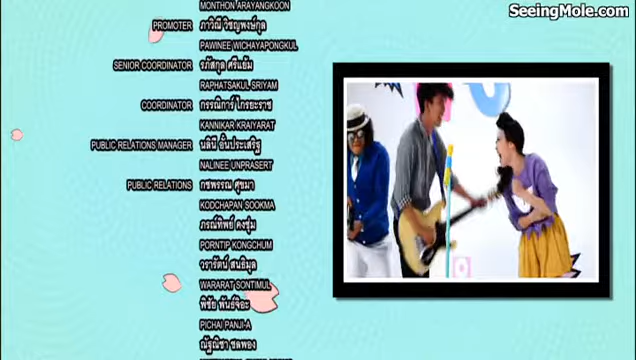 SeeingMole.com
MONTHON ARAYANGKOON
PROMOTER ภาวิณี วิชญพงษ์กุล
PAWINEE WICHAYAPONGKUL
SENIOR COORDINATOR รภัสกุล ศรีแย้ม
RAPHATSAKUL SRIYAM
COORDINATOR กรรณิการ์ ไกรยะราช
KANNIKAR KRAIYARAT
PUBLIC RELATIONS MANAGER นลินี อั๋นประเสริฐ
NALINEE UNPRASERT
PUBLIC RELATIONS กชพรรณ ศุขมา
KODCHAPAN SOOKMA
ภรณ์ทิพย์ คงชุ่ม
PORNTIP KONGCHUM
วรารัตน์ สนธิมูล
WARARAT SONTIMUL
พิชัย พันธ์จิอะ
PICHAI PANJI-A
ณัฐณิชา ชลพอง